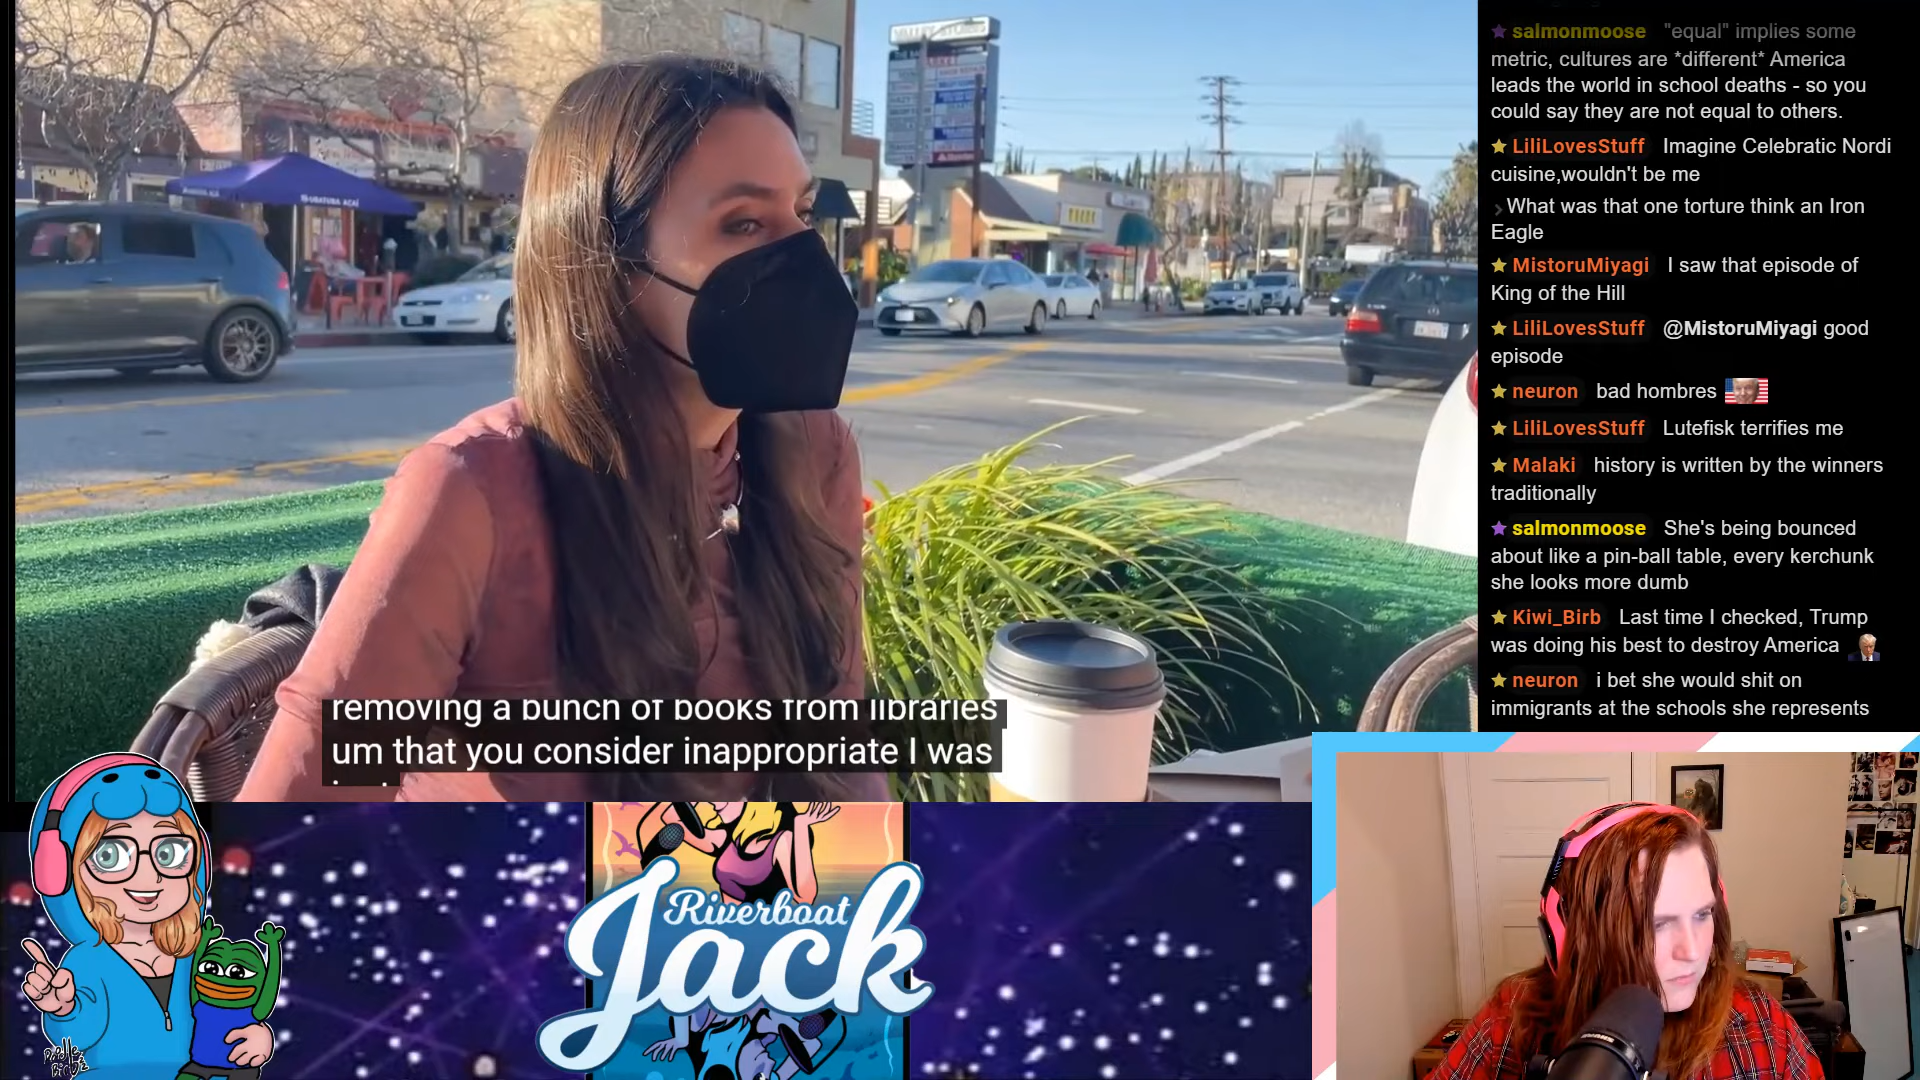 salmonmoose "equal" implies some
metric, cultures are *different* America
leads the world in school deaths - so you
could say they are not equal to others.
LiliLovesStuff Imagine Celebratic Nordi
cuisine,wouldn't be me
What was that one torture think an Iron
Eagle
MistoruMiyagi I saw that episode of
King of the Hill
LiliLovesStuff @MistoruMiyagi good
episode
neuron bad hombres
LiliLovesStuff Lutefisk terrifies me
Malaki history is written by the winners
traditionally
salmonmoose She's being bounced
about like a pin-ball table, every kerchunk
she looks more dumb
Kiwi_Birb Last time I checked, Trump
was doing his best to destroy America
neuron i bet she would shit on
immigrants at the schools she represents
UBATUBA AÇAÍ
removing a bunch of books from libraries
um that you consider inappropriate I was
Riverboat
Jack